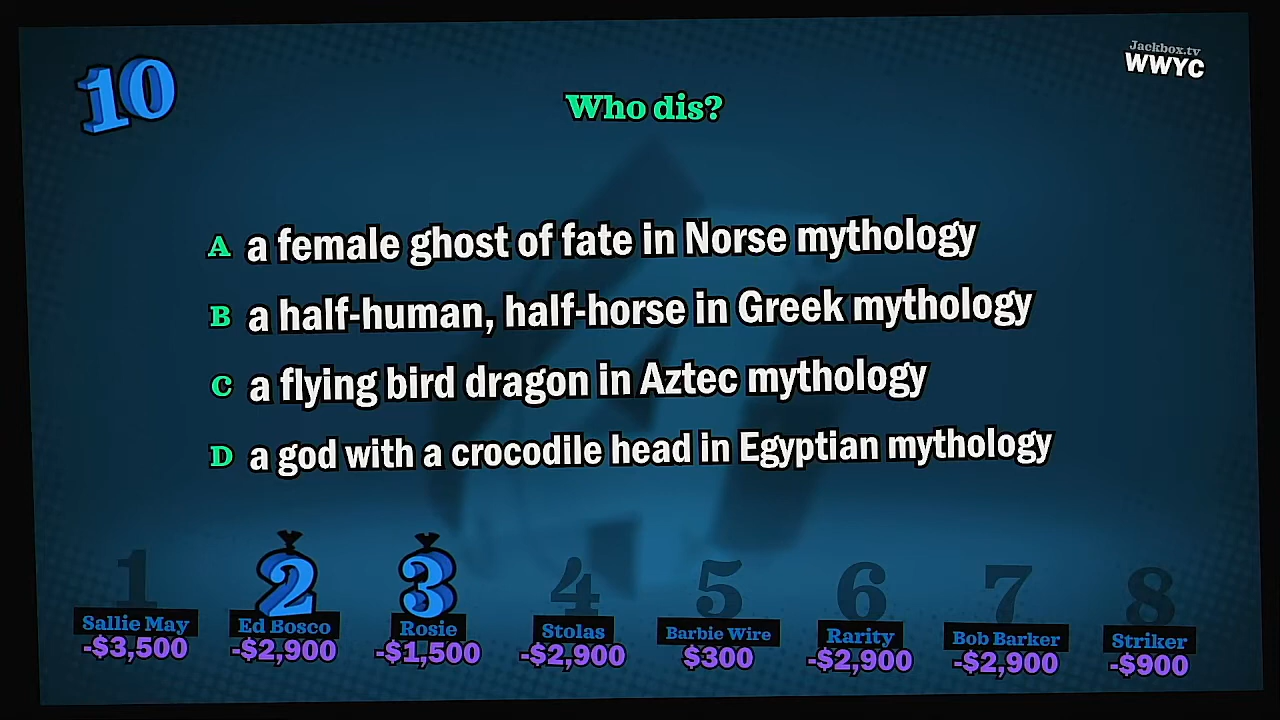 Jackbox.tv
WWYC
10
Who dis?
A a female ghost of fate in Norse mythology
B a half-human, half-horse in Greek mythology
C a flying bird dragon in Aztec mythology
D a god with a crocodile head in Egyptian mythology
1 2 3 4 5 6 7 8
Sallie May Ed Bosco Rosie Stolas Barbie Wire Rarity Bob Barker Striker
-$3,500 -$2,900 -$1,500 -$2,900 $300 -$2,900 -$2,900 -$900